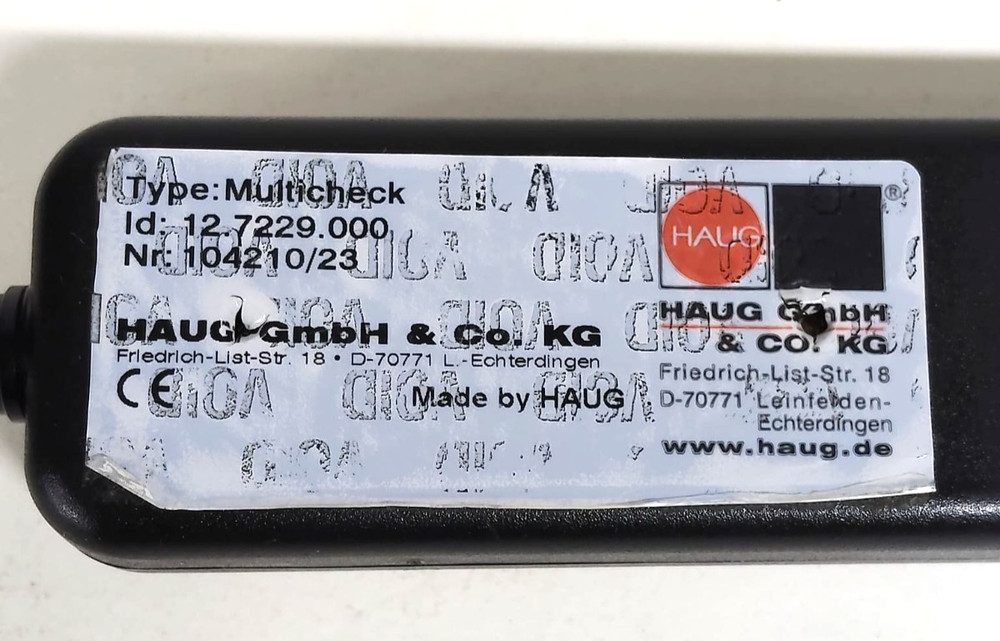 Type: Multicheck
Id: 12.7229.000
Nr: 104210/23
HAUG GmbH & Co. KG
Friedrich-List-Str. 18 • D-70771 L.-Echterdingen
CE
Made by HAUG
HAUG
®
HAUG GmbH
& CO. KG
Friedrich-List-Str. 18
D-70771 Leinfelden-
Echterdingen
www.haug.de